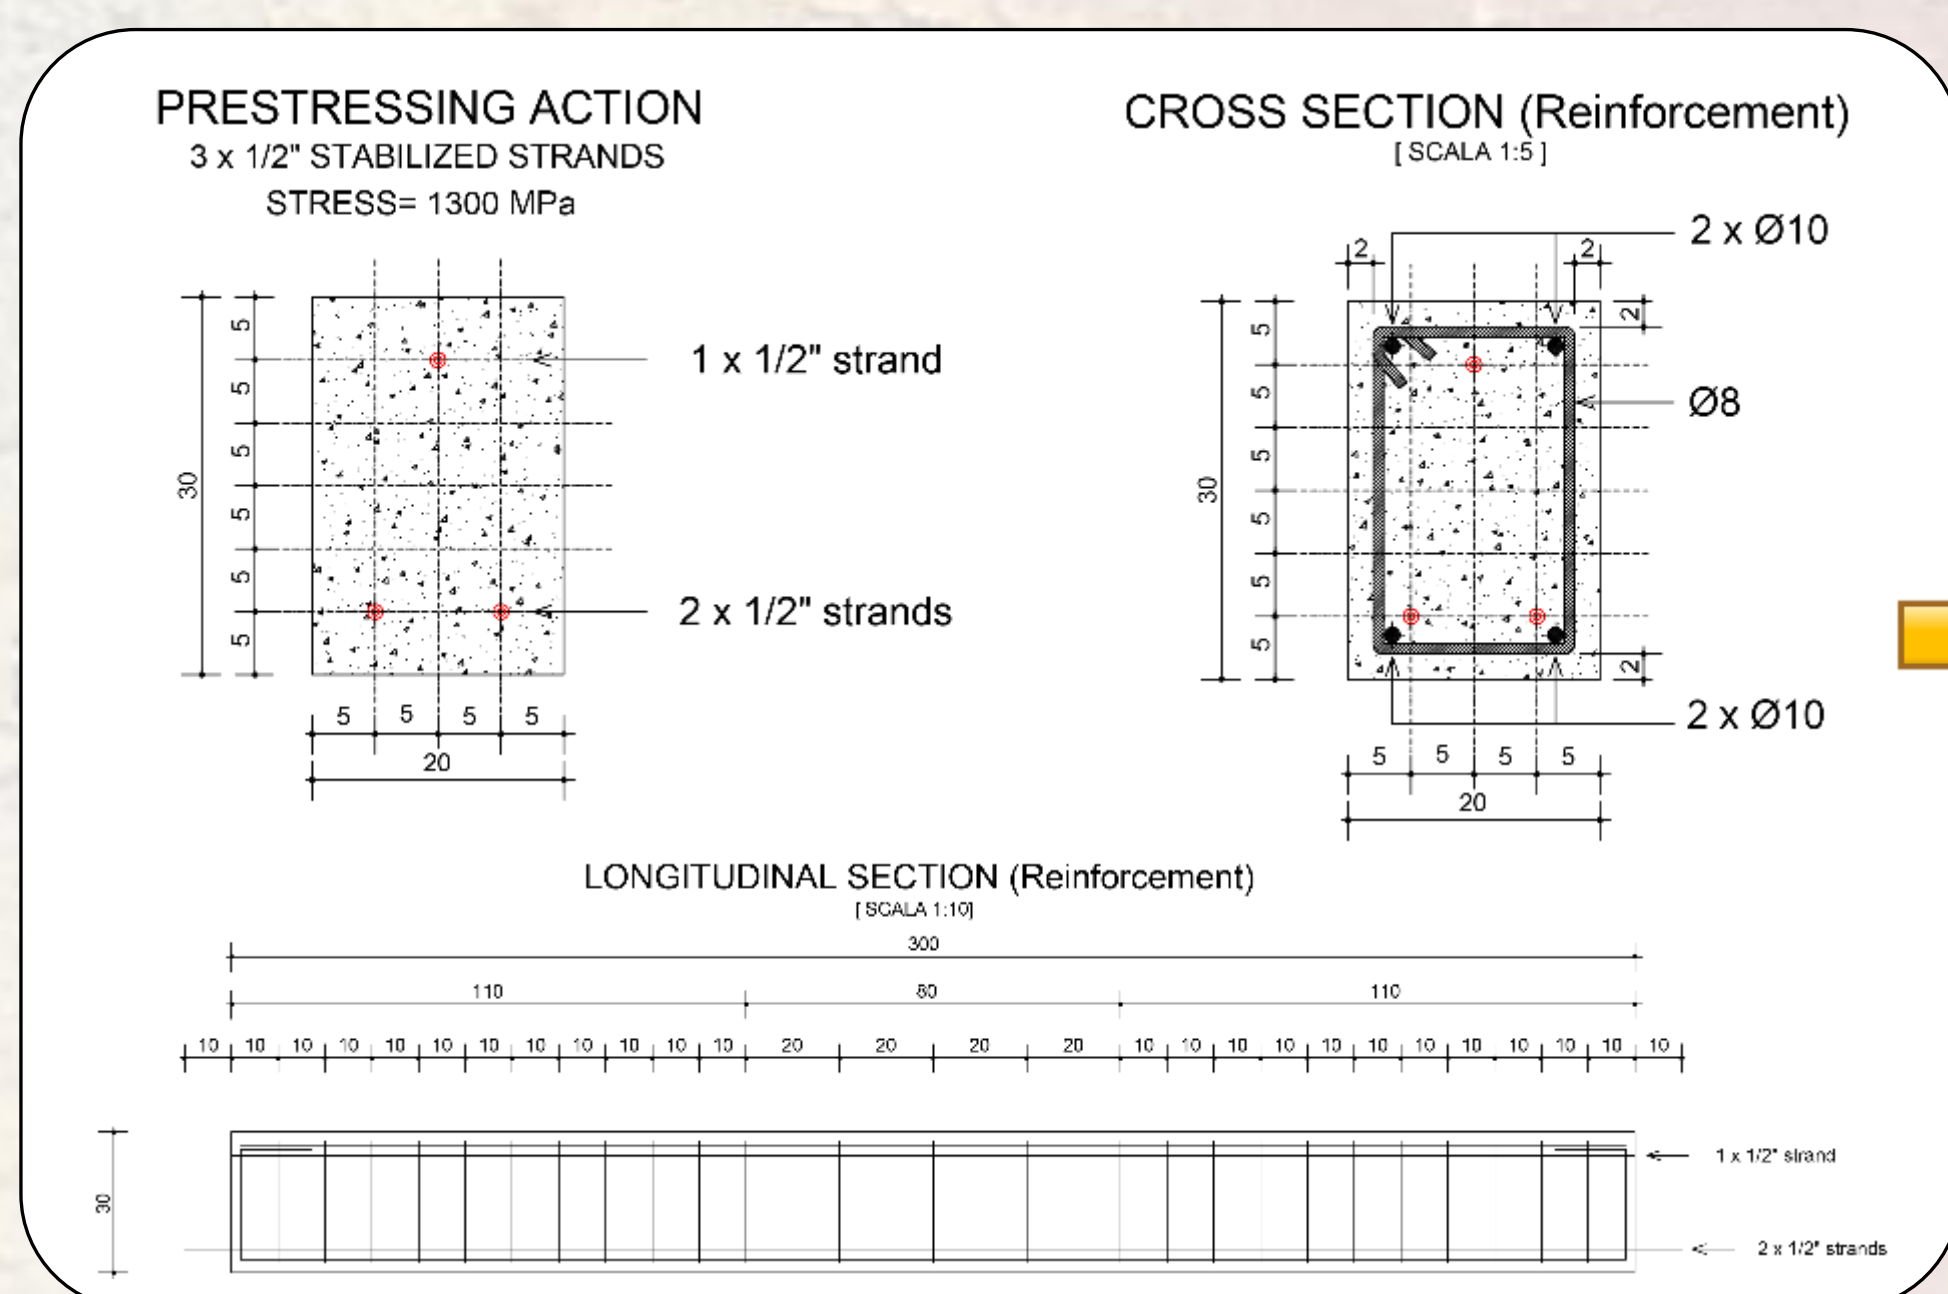 PRESTRESSING ACTION
3 x 1/2" STABILIZED STRANDS
STRESS= 1300 MPa
30
5
5
5
5
5
5
1 x 1/2" strand
2 x 1/2" strands
5 5 5 5
20
CROSS SECTION (Reinforcement)
[ SCALA 1:5 ]
2 x Ø10
2 2
2
Ø8
30
5
5
5
5
5
5
2
2 x Ø10
5 5 5 5
20
LONGITUDINAL SECTION (Reinforcement)
[ SCALA 1:10]
300
110 80 110
10 10 10 10 10 10 10 10 10 10 10 10 20 20 20 20 10 10 10 10 10 10 10 10 10 10 10 10
30
1 x 1/2" strand
2 x 1/2" strands